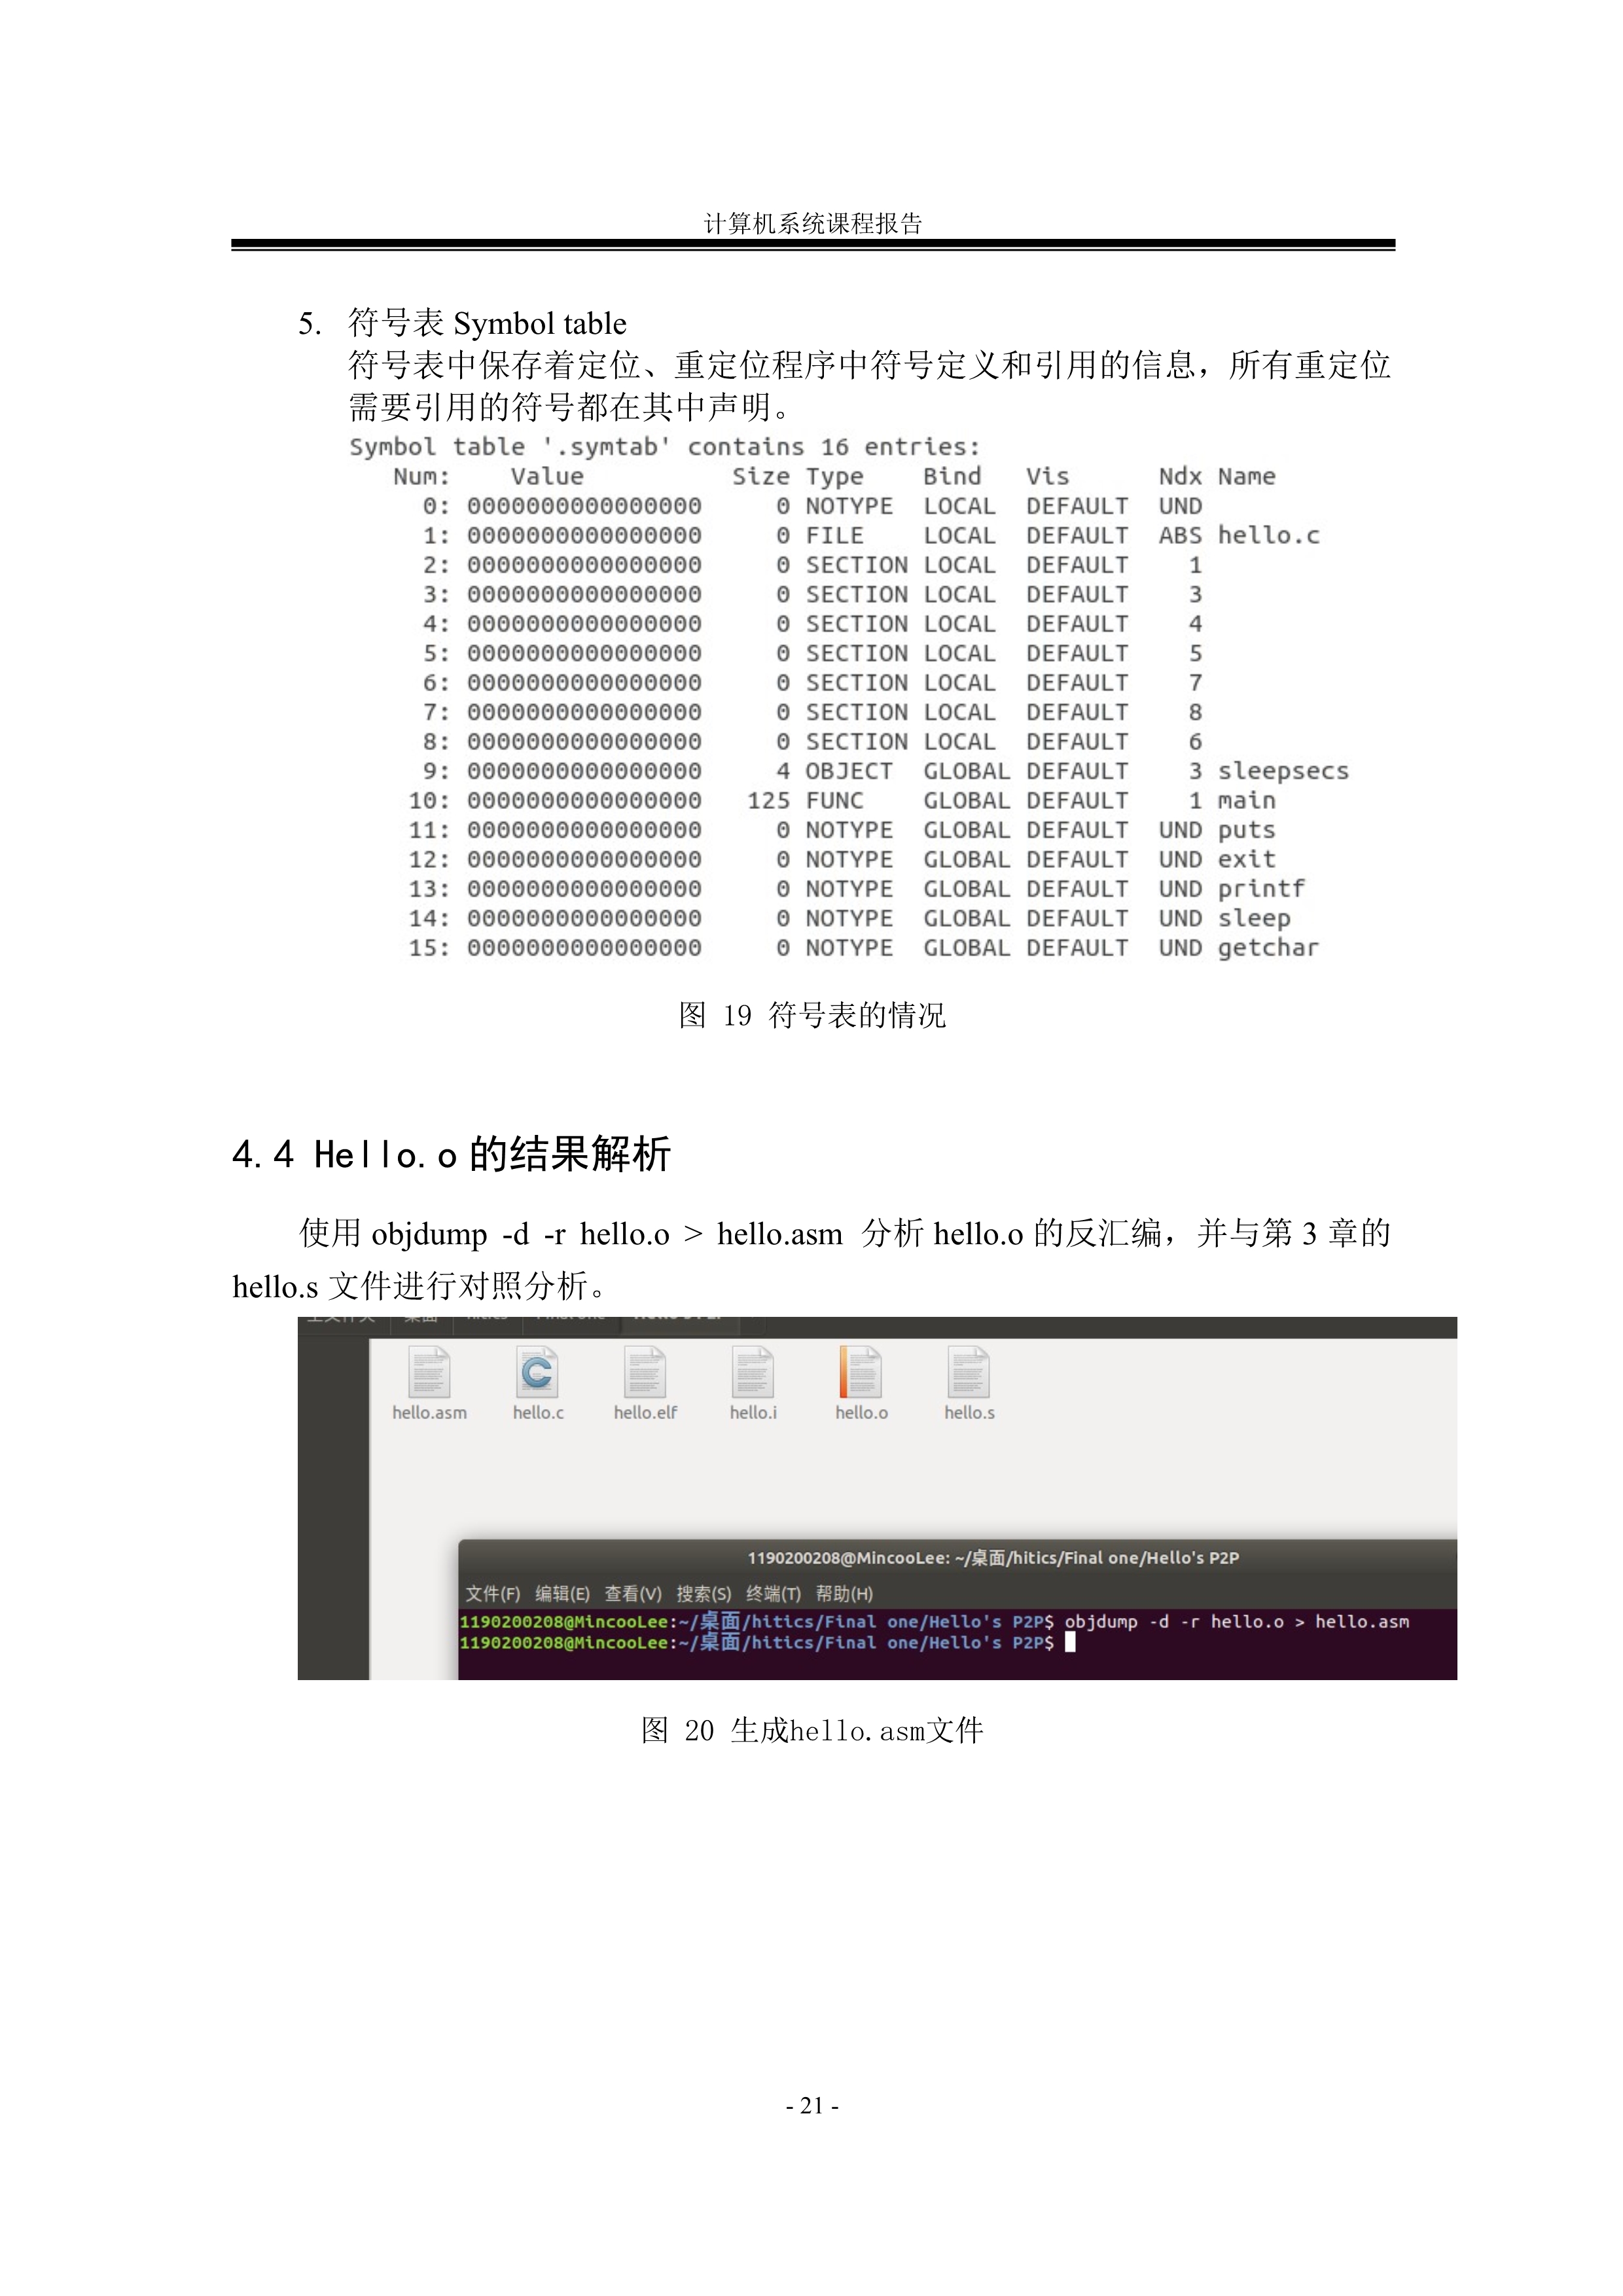 计算机系统课程报告
5. 符号表 Symbol table
符号表中保存着定位、重定位程序中符号定义和引用的信息，所有重定位
需要引用的符号都在其中声明。
Symbol table '.symtab' contains 16 entries:
Num: Value Size Type Bind Vis Ndx Name
0: 0000000000000000 0 NOTYPE LOCAL DEFAULT UND
1: 0000000000000000 0 FILE LOCAL DEFAULT ABS hello.c
2: 0000000000000000 0 SECTION LOCAL DEFAULT 1
3: 0000000000000000 0 SECTION LOCAL DEFAULT 3
4: 0000000000000000 0 SECTION LOCAL DEFAULT 4
5: 0000000000000000 0 SECTION LOCAL DEFAULT 5
6: 0000000000000000 0 SECTION LOCAL DEFAULT 7
7: 0000000000000000 0 SECTION LOCAL DEFAULT 8
8: 0000000000000000 0 SECTION LOCAL DEFAULT 6
9: 0000000000000000 4 OBJECT GLOBAL DEFAULT 3 sleepsecs
10: 0000000000000000 125 FUNC GLOBAL DEFAULT 1 main
11: 0000000000000000 0 NOTYPE GLOBAL DEFAULT UND puts
12: 0000000000000000 0 NOTYPE GLOBAL DEFAULT UND exit
13: 0000000000000000 0 NOTYPE GLOBAL DEFAULT UND printf
14: 0000000000000000 0 NOTYPE GLOBAL DEFAULT UND sleep
15: 0000000000000000 0 NOTYPE GLOBAL DEFAULT UND getchar
图 19 符号表的情况
4.4 Hello.o 的结果解析
使用 objdump -d -r hello.o > hello.asm 分析 hello.o 的反汇编，并与第 3 章的
hello.s 文件进行对照分析。
hello.asm hello.c hello.elf hello.i hello.o hello.s
1190200208@MincooLee: ~/桌面/hitics/Final one/Hello's P2P
文件(F) 编辑(E) 查看(V) 搜索(S) 终端(T) 帮助(H)
1190200208@MincooLee:~/桌面/hitics/Final one/Hello's P2P$ objdump -d -r hello.o > hello.asm
1190200208@MincooLee:~/桌面/hitics/Final one/Hello's P2P$
图 20 生成hello.asm文件
- 21 -